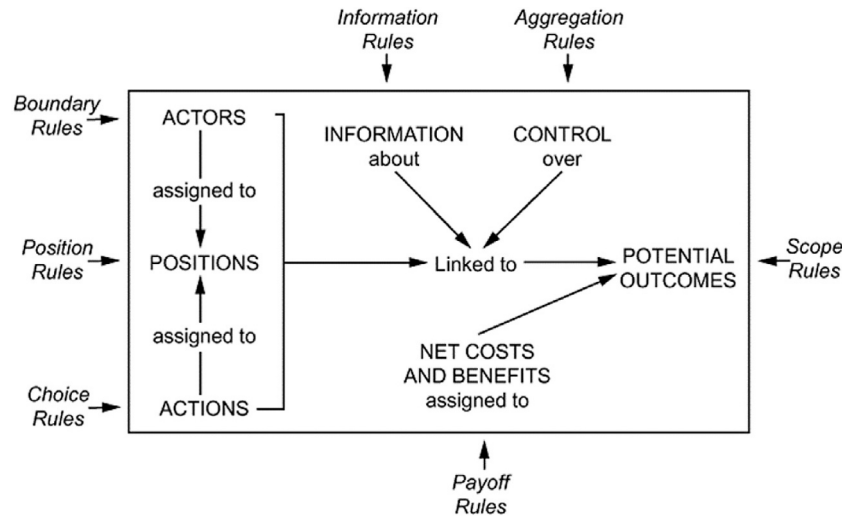 Information
Rules
Aggregation
Rules
Boundary
Rules
ACTORS
INFORMATION
about
CONTROL
over
assigned to
Position
Rules
POSITIONS
Linked to
POTENTIAL
OUTCOMES
Scope
Rules
assigned to
NET COSTS
AND BENEFITS
assigned to
Choice
Rules
ACTIONS
Payoff
Rules